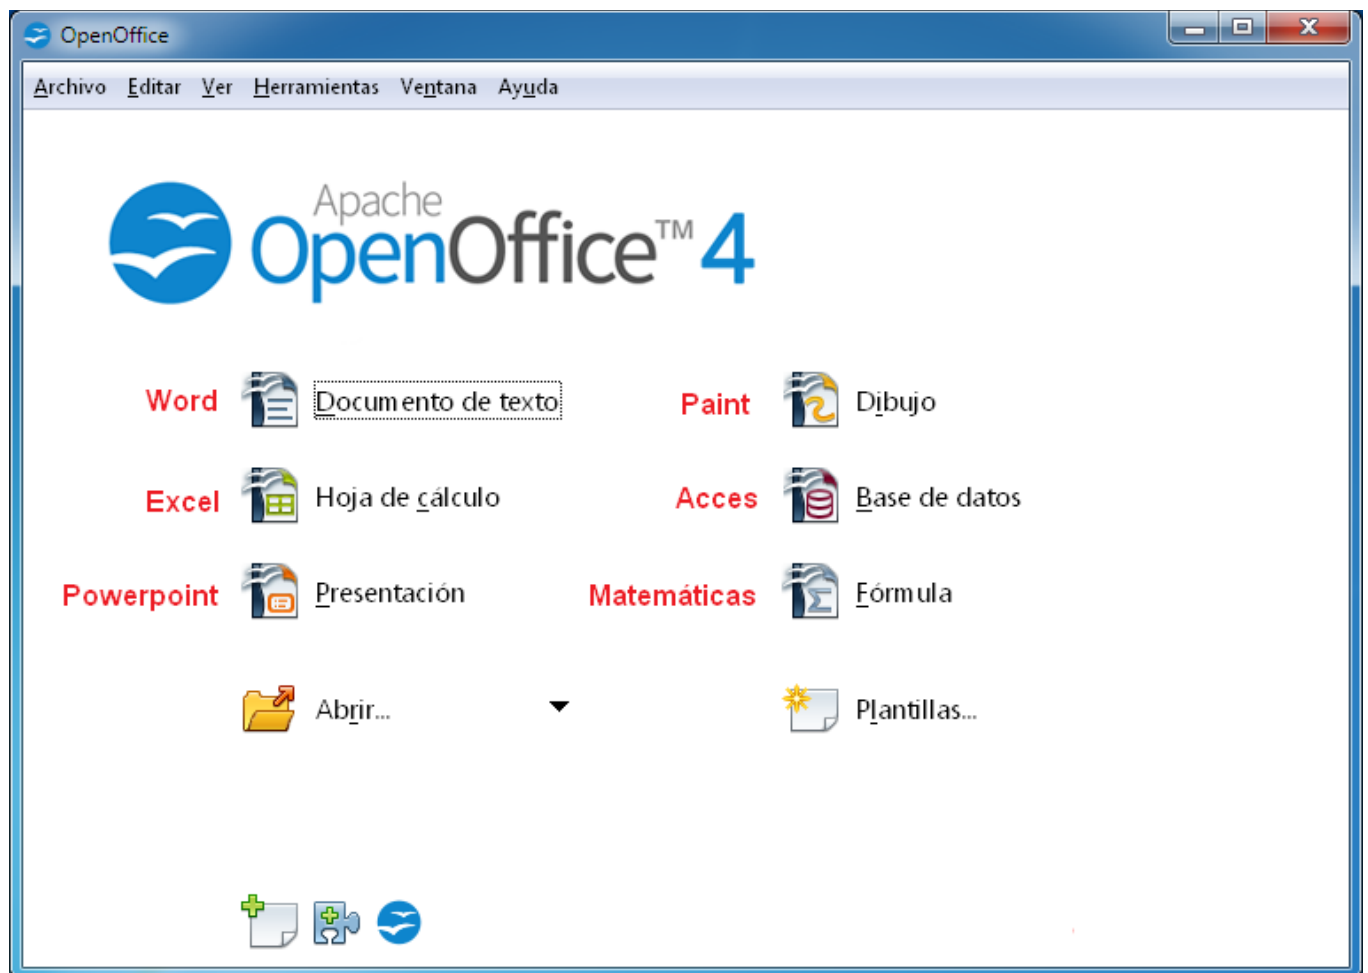 OpenOffice
Archivo Editar Ver Herramientas Ventana Ayuda
Apache
OpenOffice™ 4
Word Documento de texto Paint Dibujo
Excel Hoja de cálculo Acces Base de datos
Powerpoint Presentación Matemáticas Fórmula
Abrir... Plantillas...